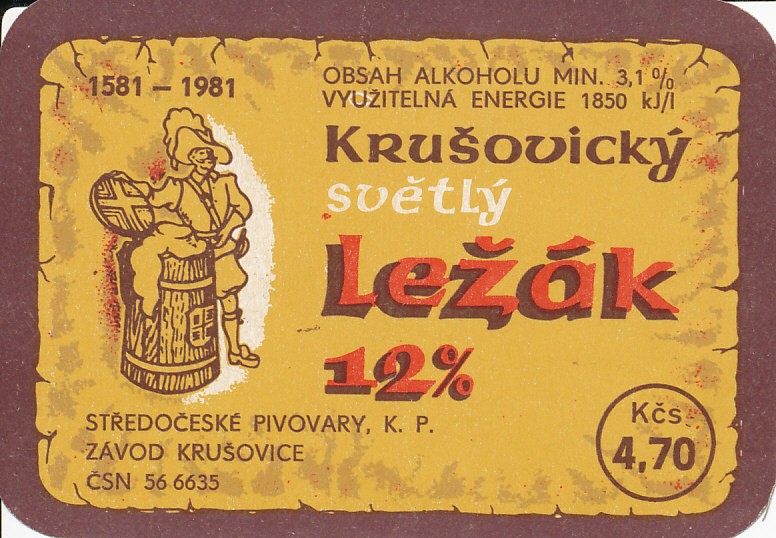 1581 – 1981
OBSAH ALKOHOLU MIN. 3,1 %
VYUŽITELNÁ ENERGIE 1850 kJ/l
Krušovický
světlý
Ležák
12%
STŘEDOČESKÉ PIVOVARY, K. P.
ZÁVOD KRUŠOVICE
ČSN 56 6635
Kčs
4,70